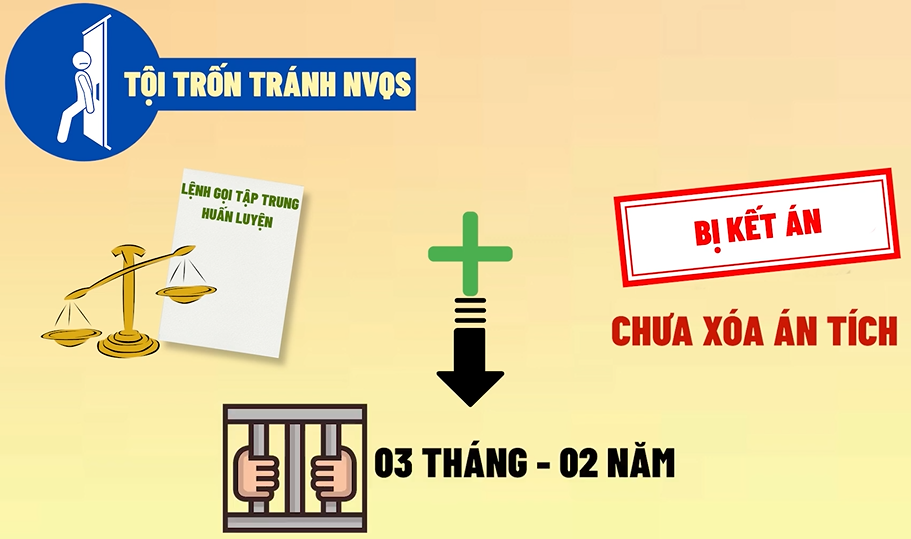 TỘI TRỐN TRÁNH NVQS
LỆNH GỌI TẬP TRUNG
HUẤN LUYỆN
BỊ KẾT ÁN
CHƯA XÓA ÁN TÍCH
03 THÁNG - 02 NĂM